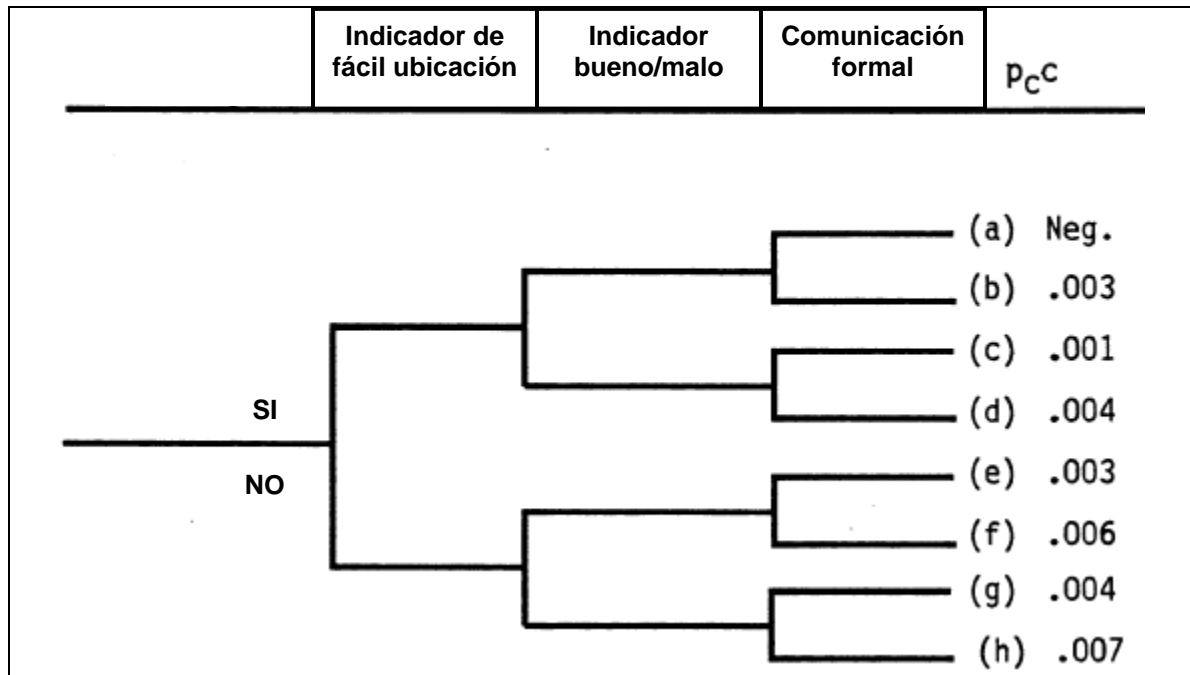 Indicador de
fácil ubicación
Indicador
bueno/malo
Comunicación
formal
pCc
(a) Neg.
(b) .003
(c) .001
(d) .004
SI
NO
(e) .003
(f) .006
(g) .004
(h) .007